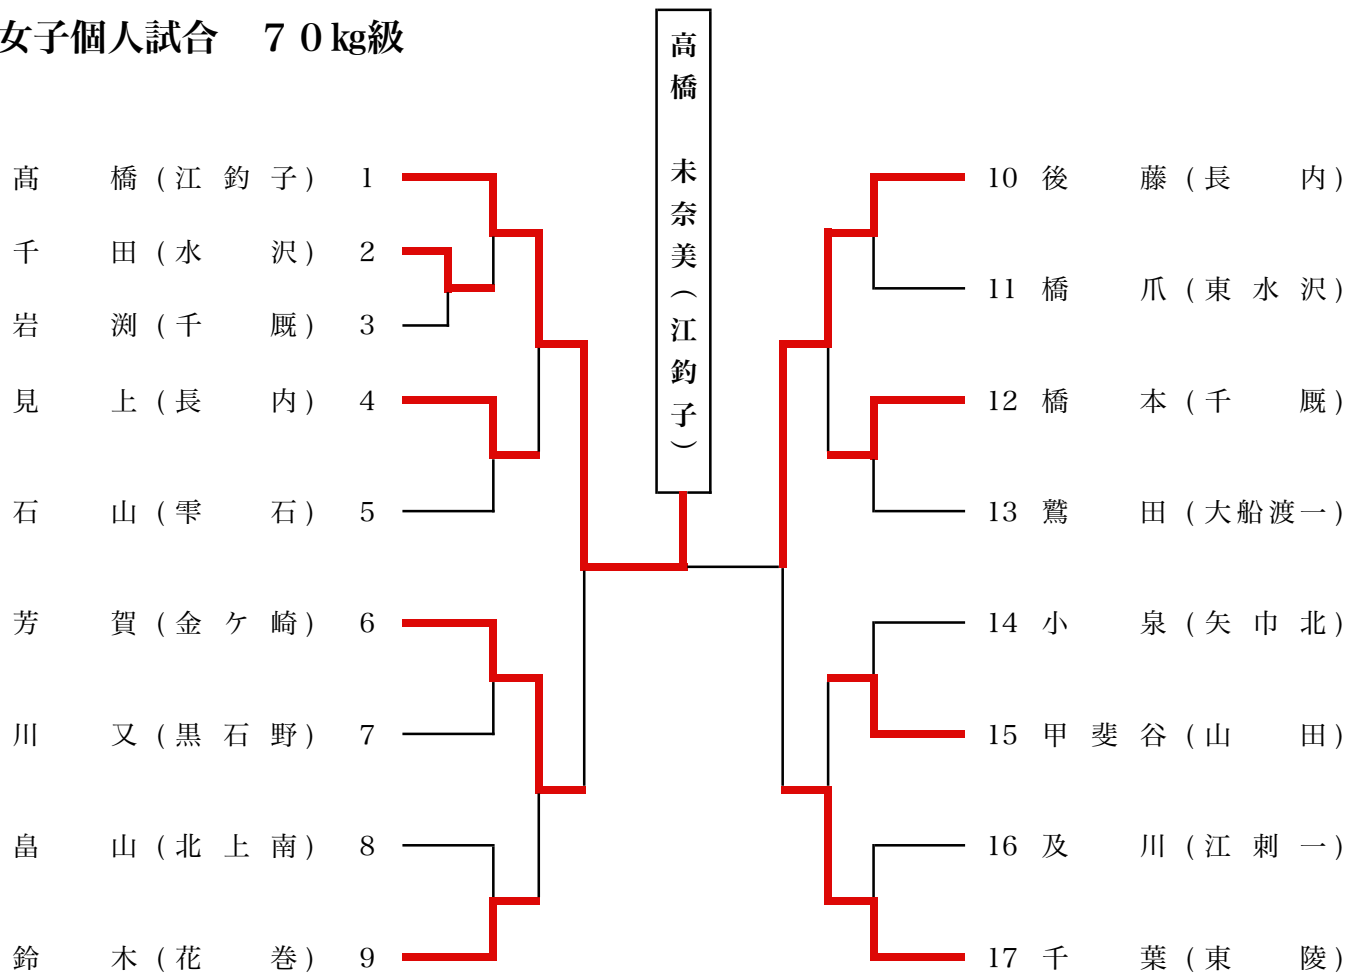 女子個人試合　７０㎏級
高橋　未奈美（江釣子）
髙橋(江釣子) 1
千田(水沢) 2
岩渕(千厩) 3
見上(長内) 4
石山(雫石) 5
芳賀(金ケ崎) 6
川又(黒石野) 7
畠山(北上南) 8
鈴木(花巻) 9
10 後藤(長内)
11 橋爪(東水沢)
12 橋本(千厩)
13 鷲田(大船渡一)
14 小泉(矢巾北)
15 甲斐谷(山田)
16 及川(江刺一)
17 千葉(東陵)